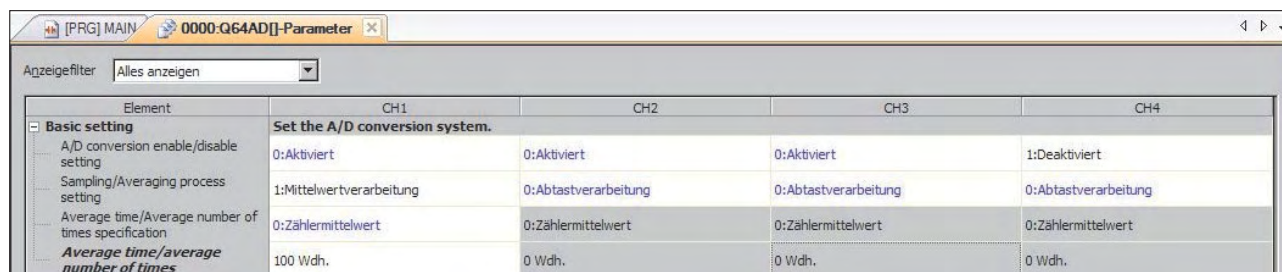 [PRG] MAIN 0000:Q64AD[]-Parameter
Anzeigefilter Alles anzeigen
Element CH1 CH2 CH3 CH4
Basic setting Set the A/D conversion system.
A/D conversion enable/disable
setting
0:Aktiviert 0:Aktiviert 0:Aktiviert 1:Deaktiviert
Sampling/Averaging process
setting
1:Mittelwertverarbeitung 0:Abtastverarbeitung 0:Abtastverarbeitung 0:Abtastverarbeitung
Average time/Average number of
times specification
0:Zählermittelwert 0:Zählermittelwert 0:Zählermittelwert 0:Zählermittelwert
Average time/average
number of times
100 Wdh. 0 Wdh. 0 Wdh. 0 Wdh.